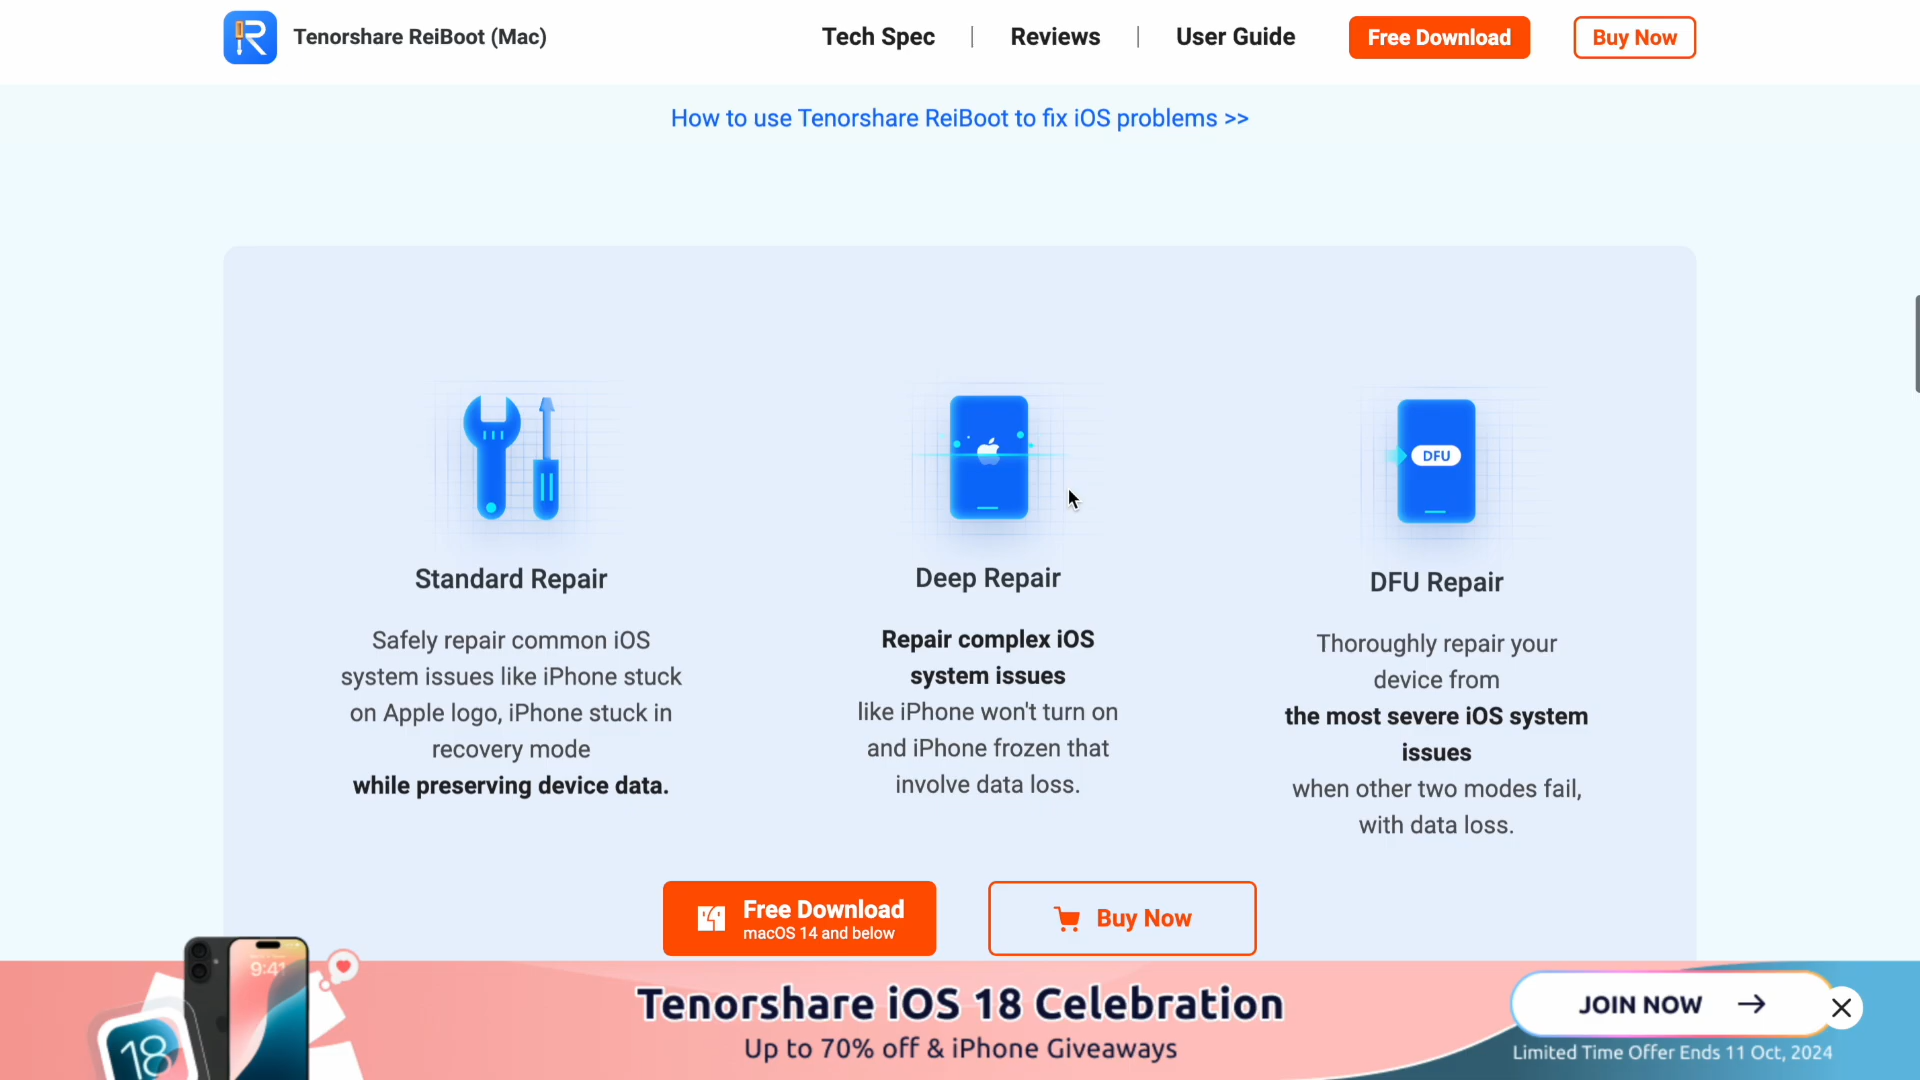 Tenorshare ReiBoot (Mac)
Tech Spec | Reviews | User Guide
Free Download
Buy Now
How to use Tenorshare ReiBoot to fix iOS problems >>
Standard Repair
Safely repair common iOS
system issues like iPhone stuck
on Apple logo, iPhone stuck in
recovery mode
while preserving device data.
Deep Repair
Repair complex iOS
system issues
like iPhone won't turn on
and iPhone frozen that
involve data loss.
DFU
DFU Repair
Thoroughly repair your
device from
the most severe iOS system
issues
when other two modes fail,
with data loss.
Free Download
macOS 14 and below
Buy Now
9:41
18
Tenorshare iOS 18 Celebration
Up to 70% off & iPhone Giveaways
JOIN NOW
Limited Time Offer Ends 11 Oct, 2024